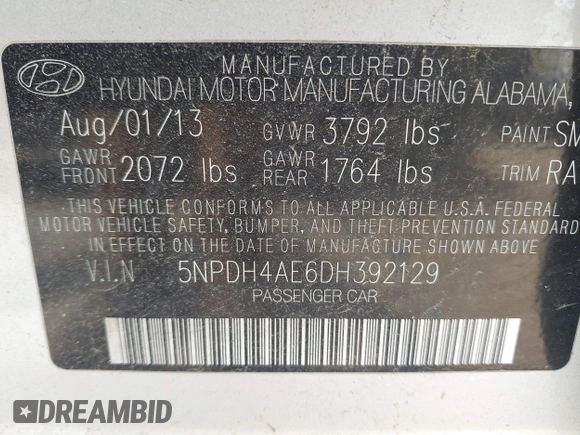 MANUFACTURED BY
HYUNDAI MOTOR MANUFACTURING ALABAMA,
Aug/01/13 GVWR 3792 lbs PAINT SM
GAWR FRONT 2072 lbs GAWR REAR 1764 lbs TRIM RA
THIS VEHICLE CONFORMS TO ALL APPLICABLE U.S.A. FEDERAL
MOTOR VEHICLE SAFETY, BUMPER, AND THEFT PREVENTION STANDARD
IN EFFECT ON THE DATE OF MANUFACTURE SHOWN ABOVE
V.I.N 5NPDH4AE6DH392129
PASSENGER CAR
DREAMBID